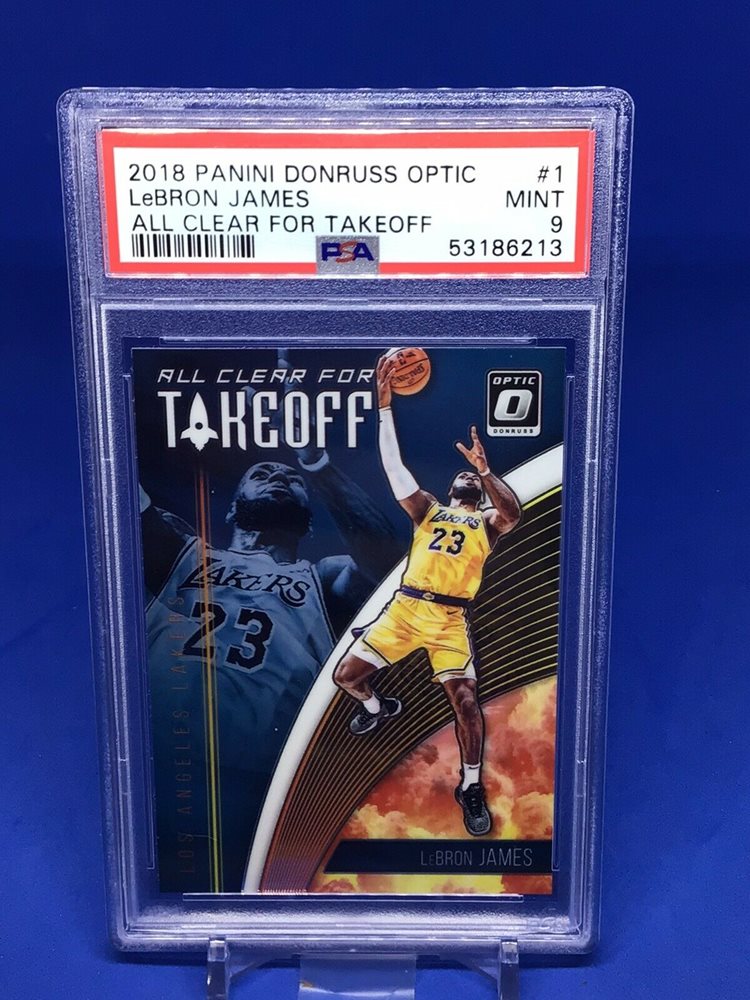 2018 PANINI DONRUSS OPTIC #1
LeBRON JAMES MINT
ALL CLEAR FOR TAKEOFF 9
PSA 53186213
ALL CLEAR FOR
TAKEOFF
OPTIC
O
DONRUSS
LAKERS
23
LAKERS
23
LOS ANGELES LAKERS
LeBRON JAMES